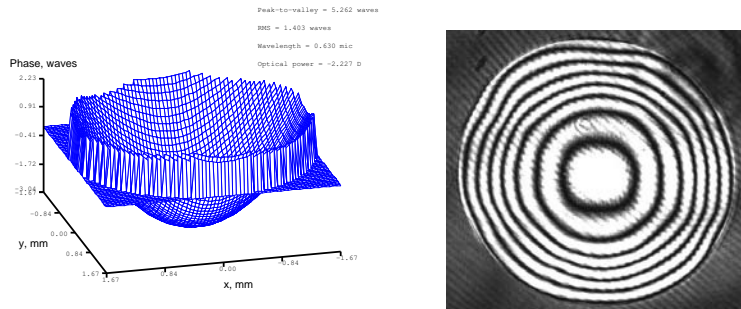 Peak-to-valley = 5.262 waves
RMS = 1.403 waves
Wavelength = 0.630 mic
Optical power = -2.227 D
Phase, waves
2.23
0.91
-0.41
-1.72
-3.04
-1.67
-0.84
0.00
0.84
1.67
y, mm
1.67
0.84
0.00
-0.84
-1.67
x, mm